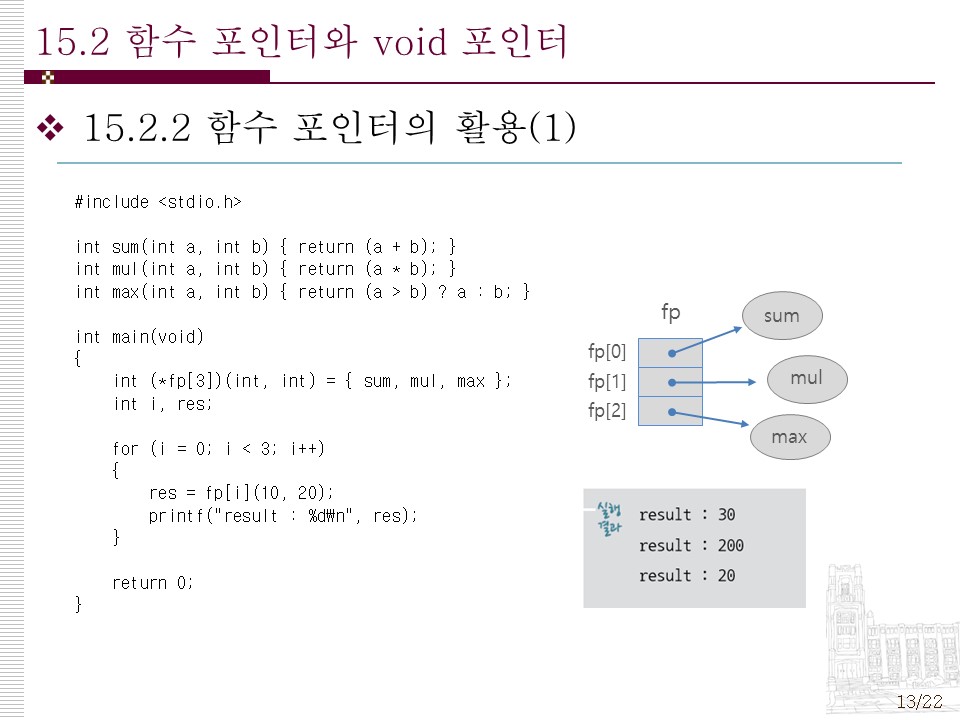 15.2 함수 포인터와 void 포인터
❖ 15.2.2 함수 포인터의 활용(1)
#include <stdio.h>
int sum(int a, int b) { return (a + b); }
int mul(int a, int b) { return (a * b); }
int max(int a, int b) { return (a > b) ? a : b; }
int main(void)
{
    int (*fp[3])(int, int) = { sum, mul, max };
    int i, res;
    for (i = 0; i < 3; i++)
    {
        res = fp[i](10, 20);
        printf("result : %d₩n", res);
    }
    return 0;
}
fp
fp[0]
fp[1]
fp[2]
sum
mul
max
실행
결과
result : 30
result : 200
result : 20
13/22